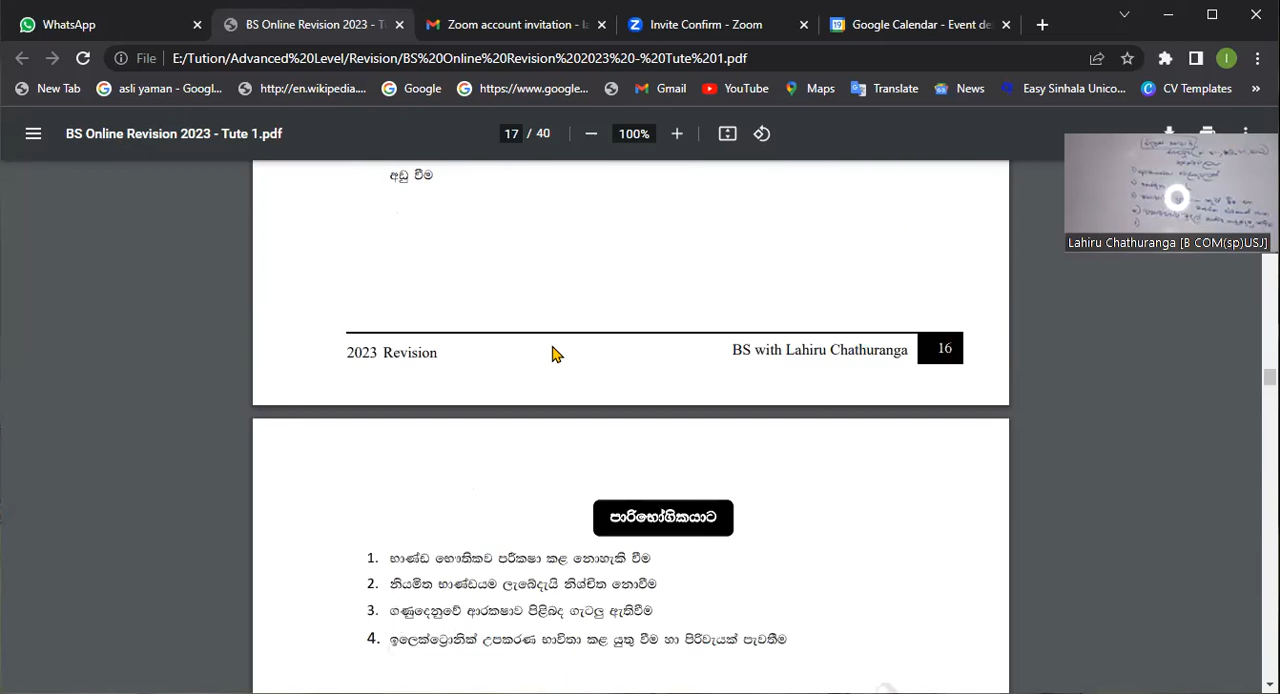 WhatsApp
BS Online Revision 2023 - T
Zoom account invitation - l
Invite Confirm - Zoom
Google Calendar - Event de
File E:/Tution/Advanced%20Level/Revision/BS%20Online%20Revision%202023%20-%20Tute%201.pdf
New Tab
asli yaman - Googl...
http://en.wikipedia....
Google
https://www.google...
Gmail
YouTube
Maps
Translate
News
Easy Sinhala Unico...
CV Templates
»
BS Online Revision 2023 - Tute 1.pdf
17 / 40
100%
අඩු වීම
Lahiru Chathuranga [B COM(sp)USJ]
2023 Revision
BS with Lahiru Chathuranga 16
පාරිභෝගිකයාට
1. භාණ්ඩ භෞතිකව පරීක්ෂා කළ නොහැකි වීම
2. නියමිත භාණ්ඩයම ලැබේදැයි නිශ්චිත නොවීම
3. ගණුදෙනුවේ ආරක්ෂාව පිළිබද ගැටලු ඇතිවීම
4. ඉලෙක්ට්‍රොනික් උපකරණ භාවිතා කළ යුතු වීම හා පිරිවැයක් පැවතීම